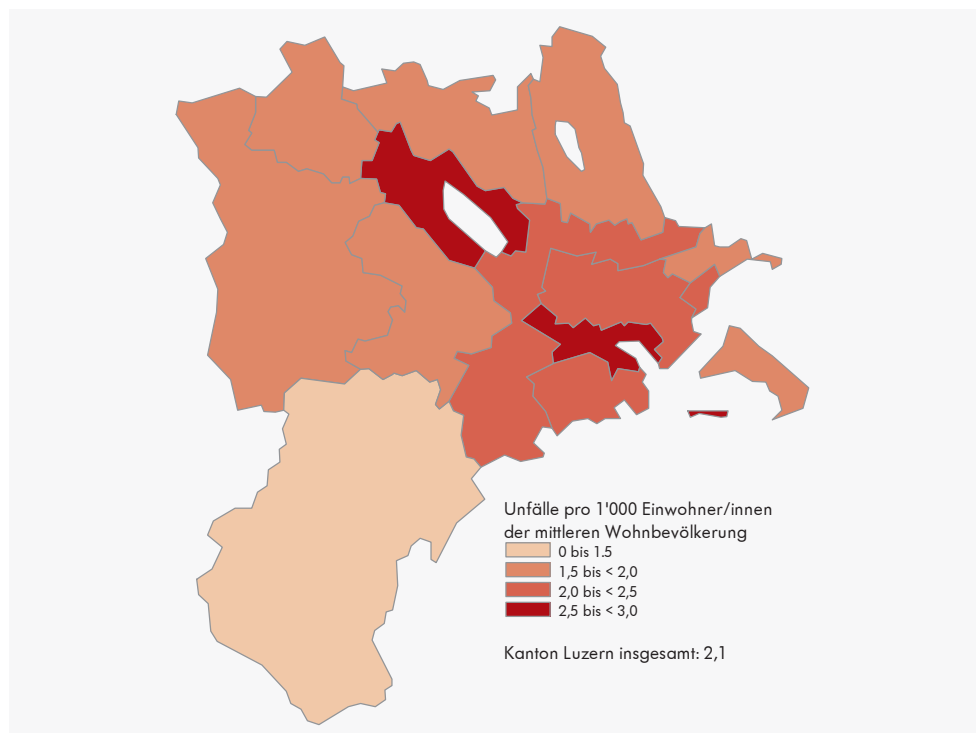 Unfälle pro 1'000 Einwohner/innen
der mittleren Wohnbevölkerung
0 bis 1.5
1,5 bis < 2,0
2,0 bis < 2,5
2,5 bis < 3,0
Kanton Luzern insgesamt: 2,1